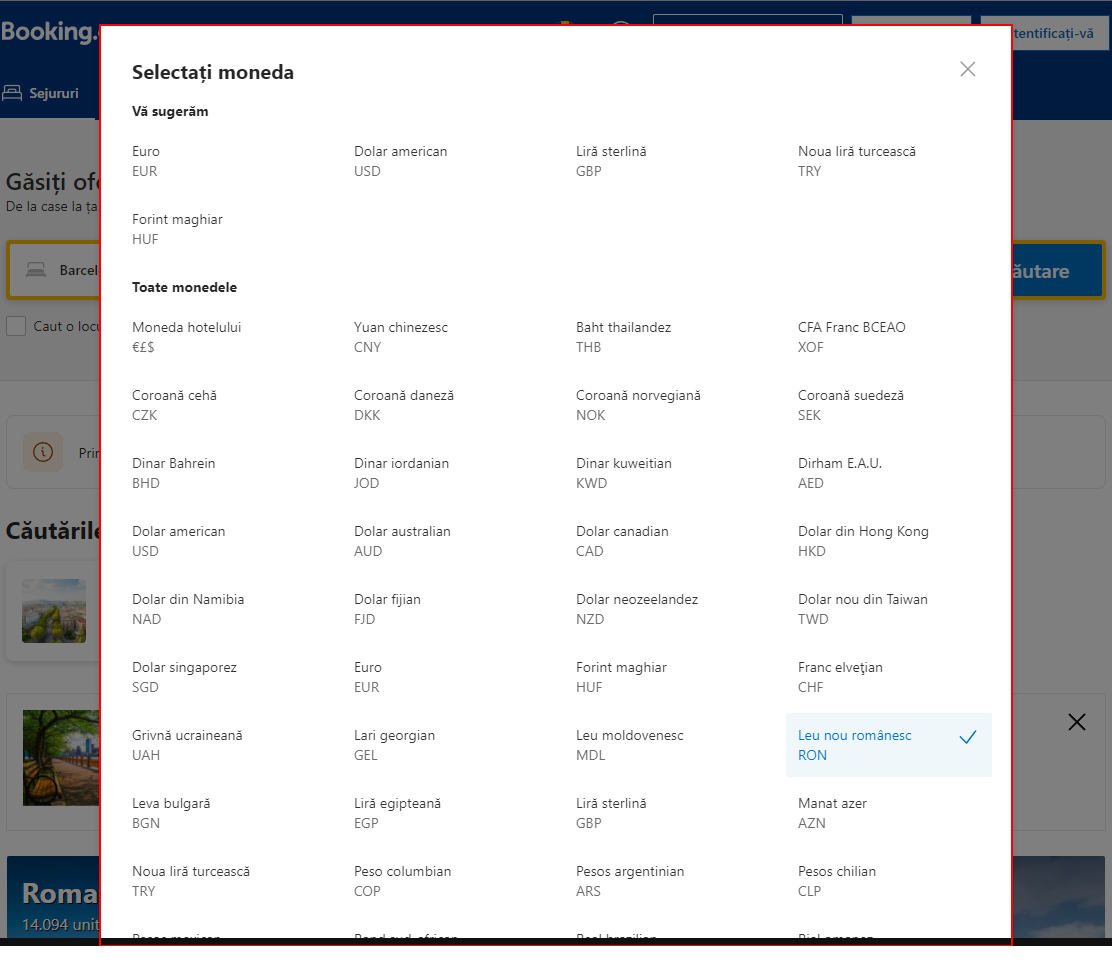 Booking.
tentificați-vă
Sejururi
Selectați moneda
Vă sugerăm
Euro
EUR
Dolar american
USD
Liră sterlină
GBP
Noua liră turcească
TRY
Forint maghiar
HUF
Găsiți ofe
De la case la ța
Barcel
ăutare
Caut o locu
Toate monedele
Moneda hotelului
€£$
Yuan chinezesc
CNY
Baht thailandez
THB
CFA Franc BCEAO
XOF
Coroană cehă
CZK
Coroană daneză
DKK
Coroană norvegiană
NOK
Coroană suedeză
SEK
Prin
Dinar Bahrein
BHD
Dinar iordanian
JOD
Dinar kuweitian
KWD
Dirham E.A.U.
AED
Căutările
Dolar american
USD
Dolar australian
AUD
Dolar canadian
CAD
Dolar din Hong Kong
HKD
Dolar din Namibia
NAD
Dolar fijian
FJD
Dolar neozeelandez
NZD
Dolar nou din Taiwan
TWD
Dolar singaporez
SGD
Euro
EUR
Forint maghiar
HUF
Franc elveţian
CHF
Grivnă ucraineană
UAH
Lari georgian
GEL
Leu moldovenesc
MDL
Leu nou românesc
RON
Leva bulgară
BGN
Liră egipteană
EGP
Liră sterlină
GBP
Manat azer
AZN
Noua liră turcească
TRY
Peso columbian
COP
Pesos argentinian
ARS
Pesos chilian
CLP
Roma
14.094 unit